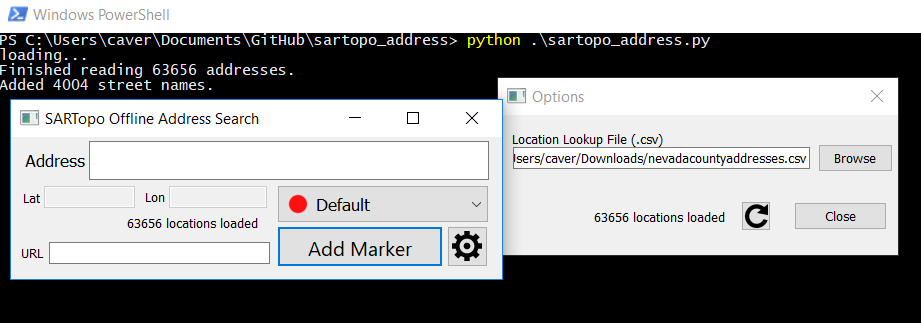 Windows PowerShell
PS C:\Users\caver\Documents\GitHub\sartopo_address> python .\sartopo_address.py
loading...
Finished reading 63656 addresses.
Added 4004 street names.
SARTopo Offline Address Search
Address
Lat
Lon
Default
63656 locations loaded
URL
Add Marker
Options
Location Lookup File (.csv)
Users/caver/Downloads/nevadacountyaddresses.csv
Browse
63656 locations loaded
Close